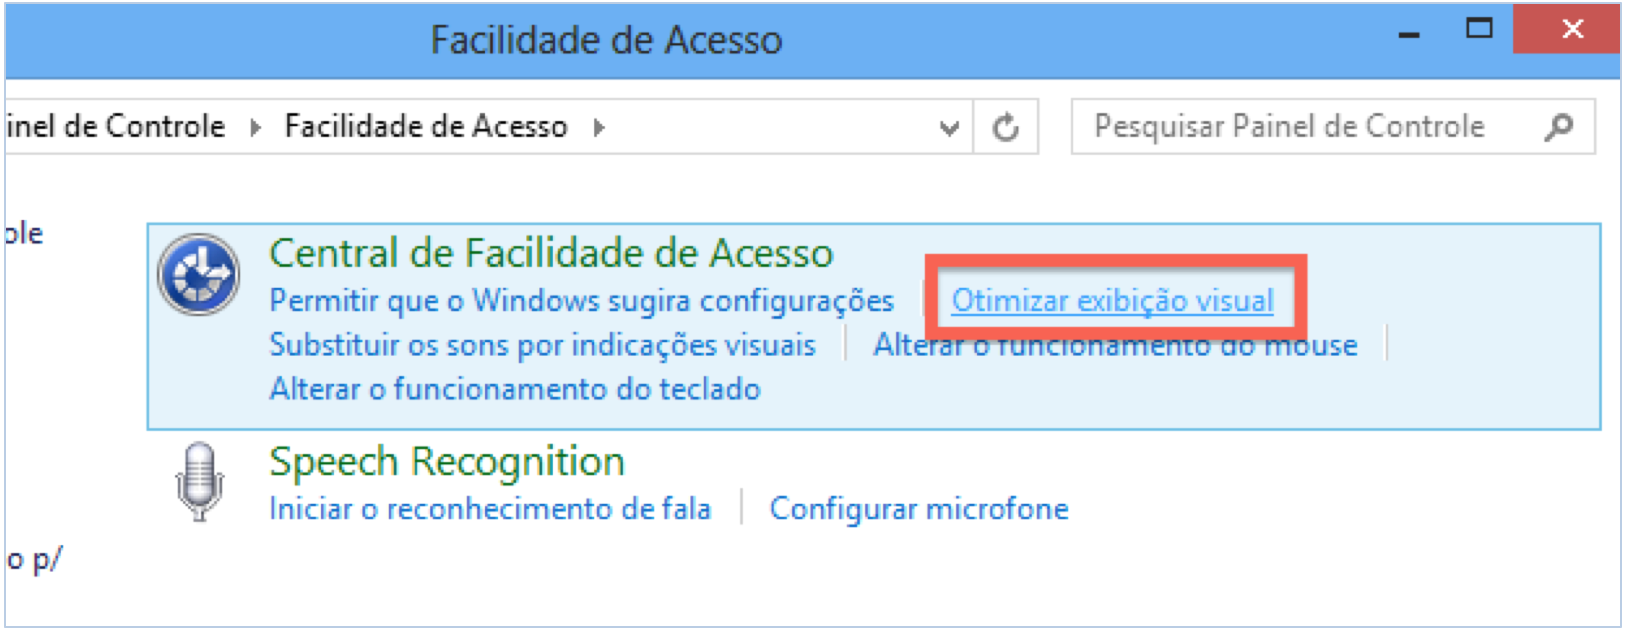 Facilidade de Acesso
inel de Controle Facilidade de Acesso Pesquisar Painel de Controle
ole
Central de Facilidade de Acesso
Permitir que o Windows sugira configurações Otimizar exibição visual
Substituir os sons por indicações visuais Alterar o funcionamento do mouse
Alterar o funcionamento do teclado
Speech Recognition
Iniciar o reconhecimento de fala Configurar microfone
o p/